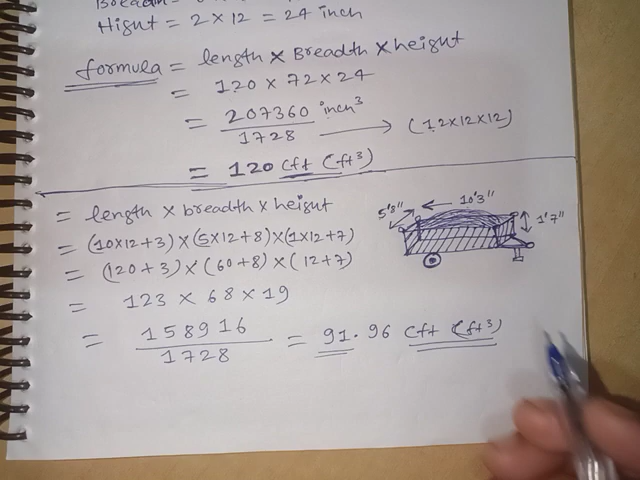 Hight = 2 × 12 = 24 inch
formula = length × Breadth × height
= 120 × 72 × 24
= 207360 inch³ / 1728 → (12×12×12)
= 120 cft (ft³)
= length × breadth × height
= (10×12+3) × (5×12+8) × (1×12+7)
= (120+3) × (60+8) × (12+7)
= 123 × 68 × 19
= 158916 / 1728 = 91.96 cft (ft³)
5'8" ← 10'3"
1'7"